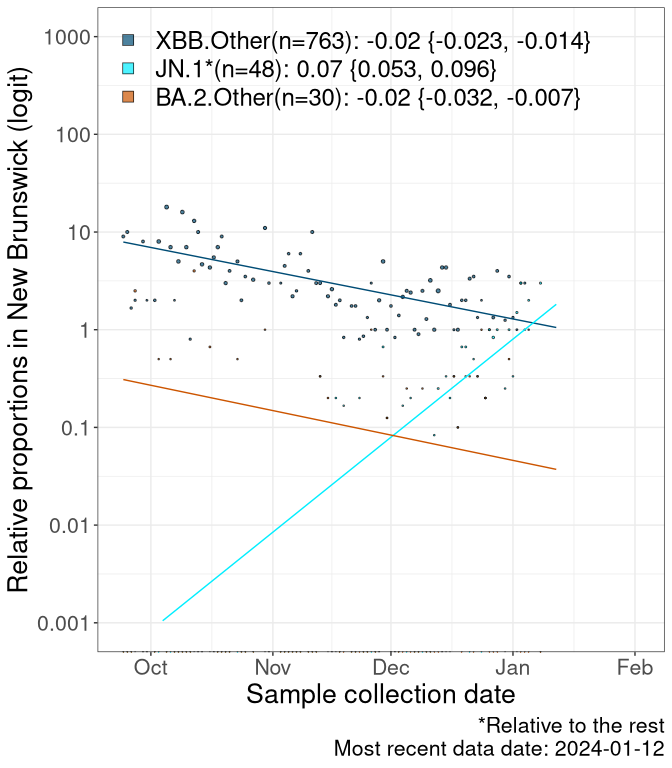 XBB.Other(n=763): -0.02 {-0.023, -0.014}
JN.1*(n=48): 0.07 {0.053, 0.096}
BA.2.Other(n=30): -0.02 {-0.032, -0.007}
Relative proportions in New Brunswick (logit)
1000
100
10
1
0.1
0.01
0.001
Oct Nov Dec Jan Feb
Sample collection date
*Relative to the rest
Most recent data date: 2024-01-12